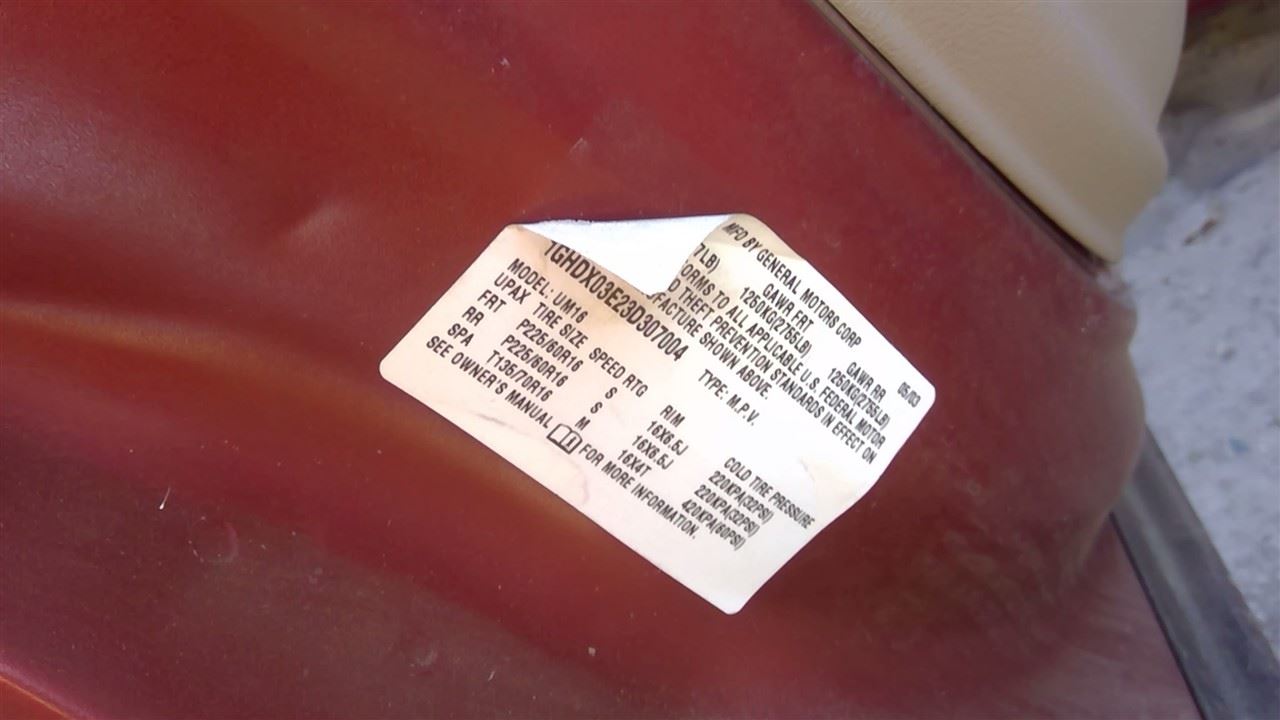 MFD BY GENERAL MOTORS CORP 05/03
7LB) GAWR FRT GAWR RR
1250KG(2755LB) 1250KG(2755LB)
ORMS TO ALL APPLICABLE U.S. FEDERAL MOTOR
D THEFT PREVENTION STANDARDS IN EFFECT ON
UFACTURE SHOWN ABOVE.
1GHDX03E23D307004 TYPE: M.P.V.
MODEL: UM16
UPAX TIRE SIZE SPEED RTG RIM COLD TIRE PRESSURE
FRT P225/60R16 S 16X6.5J 220KPA(32PSI)
RR P225/60R16 S 16X6.5J 220KPA(32PSI)
SPA T135/70R16 M 16X4T 420KPA(60PSI)
SEE OWNER'S MANUAL FOR MORE INFORMATION.